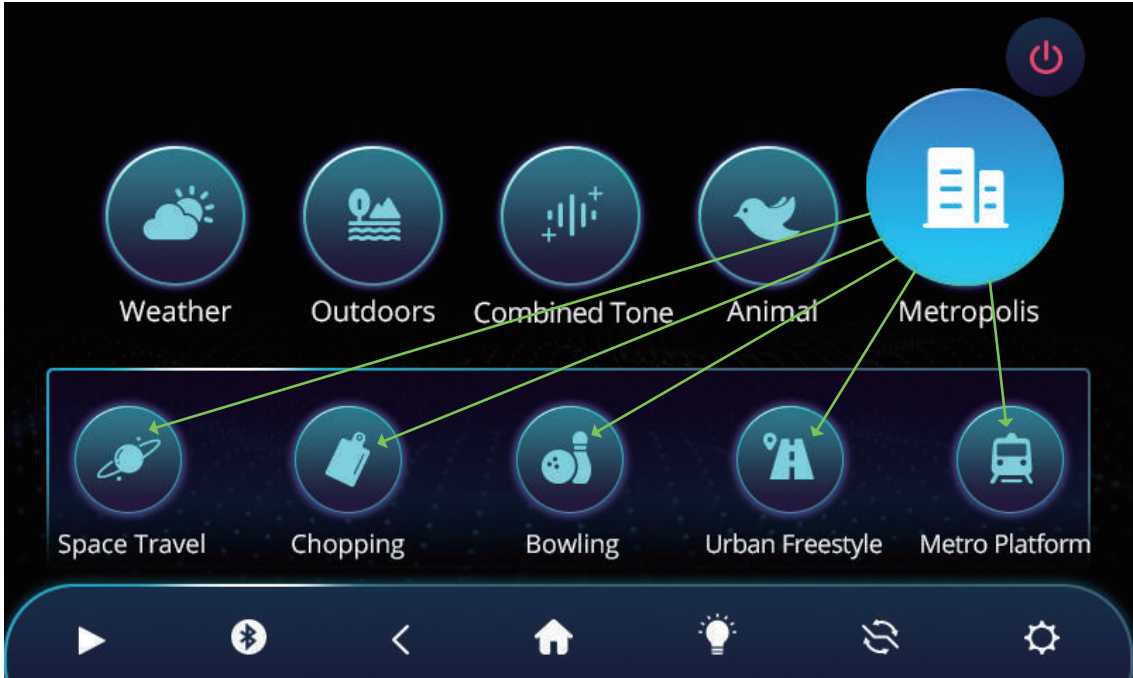 Weather
Outdoors
Combined Tone
Animal
Metropolis
Space Travel
Chopping
Bowling
Urban Freestyle
Metro Platform